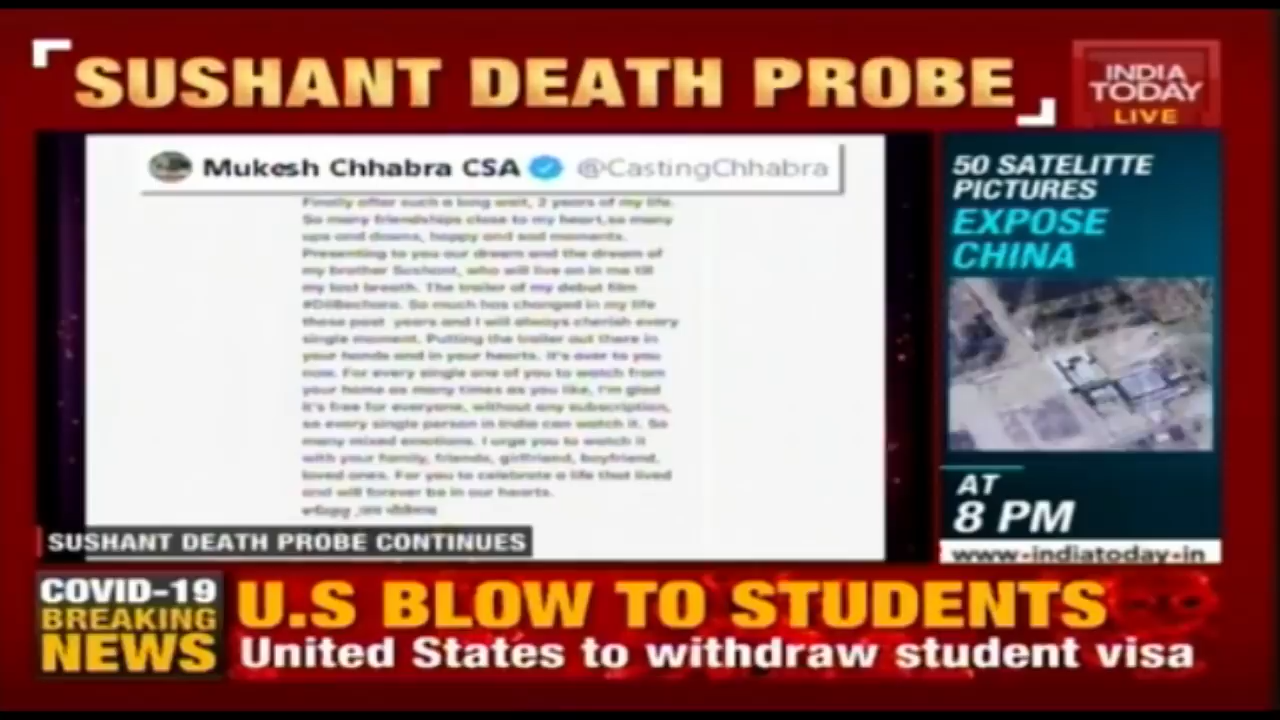 SUSHANT DEATH PROBE
INDIA
TODAY
LIVE
Mukesh Chhabra CSA @CastingChhabra
Finally after such a long wait, 2 years of my life.
So many friendships close to my heart, so many
ups and downs, happy and sad moments.
Presenting to you our dream and the dream of
my brother Sushant, who will live on in me till
my last breath. The trailer of my debut film
#DilBechara. So much has changed in my life
these past years and I will always cherish every
single moment. Putting the trailer out there in
your hands and in your hearts. It's over to you
now. For every single one of you to watch from
your home as many times as you like, I'm glad
it's free for everyone, without any subscription,
so every single person in India can watch it. So
many mixed emotions. I urge you to watch it
with your family, friends, girlfriend, boyfriend,
loved ones. For you to celebrate a life that lived
and will forever be in our hearts.
SUSHANT DEATH PROBE CONTINUES
50 SATELITTE
PICTURES
EXPOSE
CHINA
AT
8 PM
www-indiatoday-in
COVID-19
BREAKING
NEWS
U.S BLOW TO STUDENTS
United States to withdraw student visa